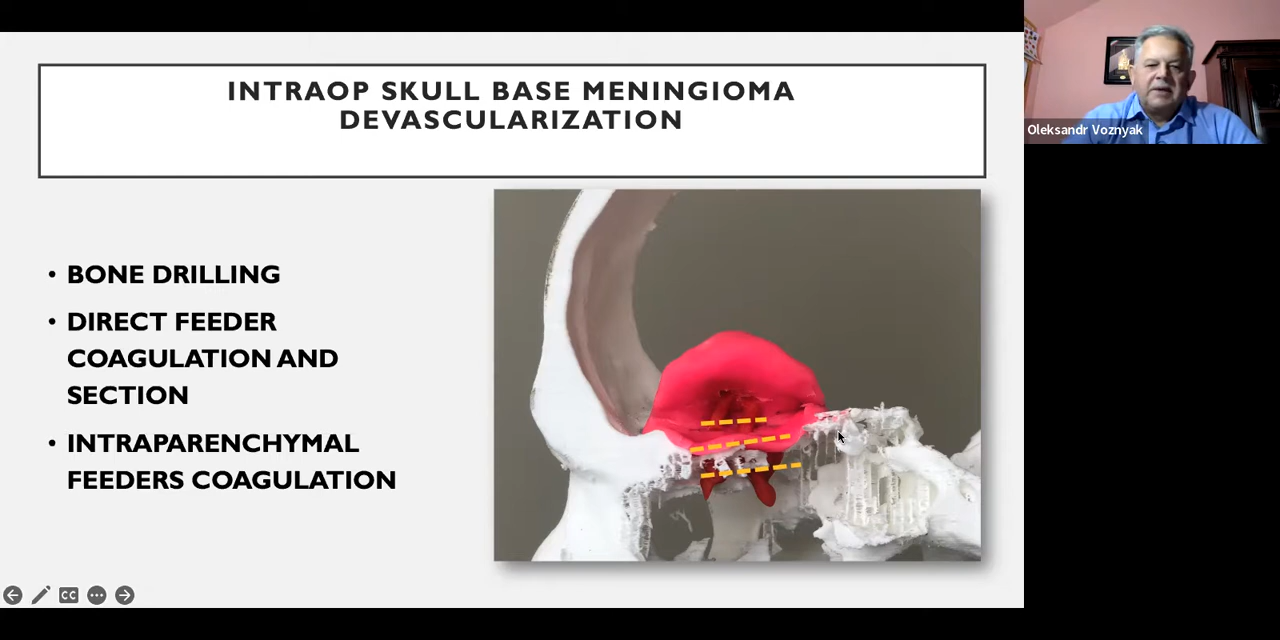 INTRAOP SKULL BASE MENINGIOMA
DEVASCULARIZATION
• BONE DRILLING
• DIRECT FEEDER
COAGULATION AND
SECTION
• INTRAPARENCHYMAL
FEEDERS COAGULATION
Oleksandr Voznyak
CC